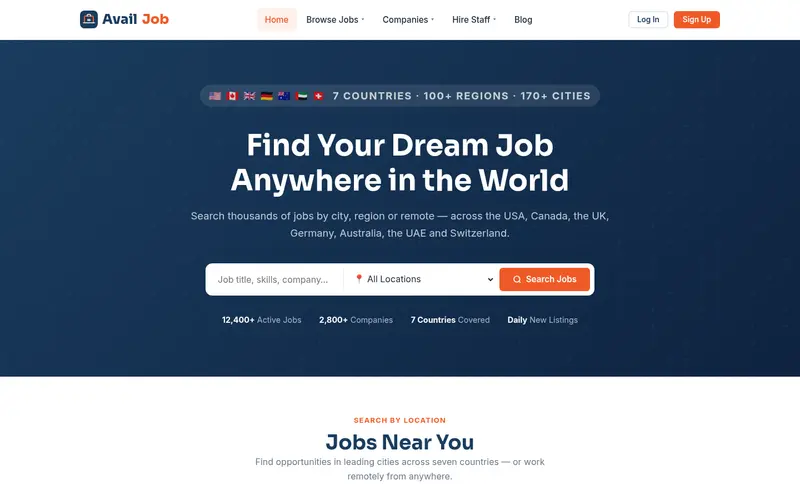 Avail Job
Home
Browse Jobs
Companies
Hire Staff
Blog
Log In
Sign Up
7 COUNTRIES · 100+ REGIONS · 170+ CITIES
Find Your Dream Job
Anywhere in the World
Search thousands of jobs by city, region or remote — across the USA, Canada, the UK,
Germany, Australia, the UAE and Switzerland.
Job title, skills, company...
All Locations
Search Jobs
12,400+ Active Jobs
2,800+ Companies
7 Countries Covered
Daily New Listings
SEARCH BY LOCATION
Jobs Near You
Find opportunities in leading cities across seven countries — or work
remotely from anywhere.